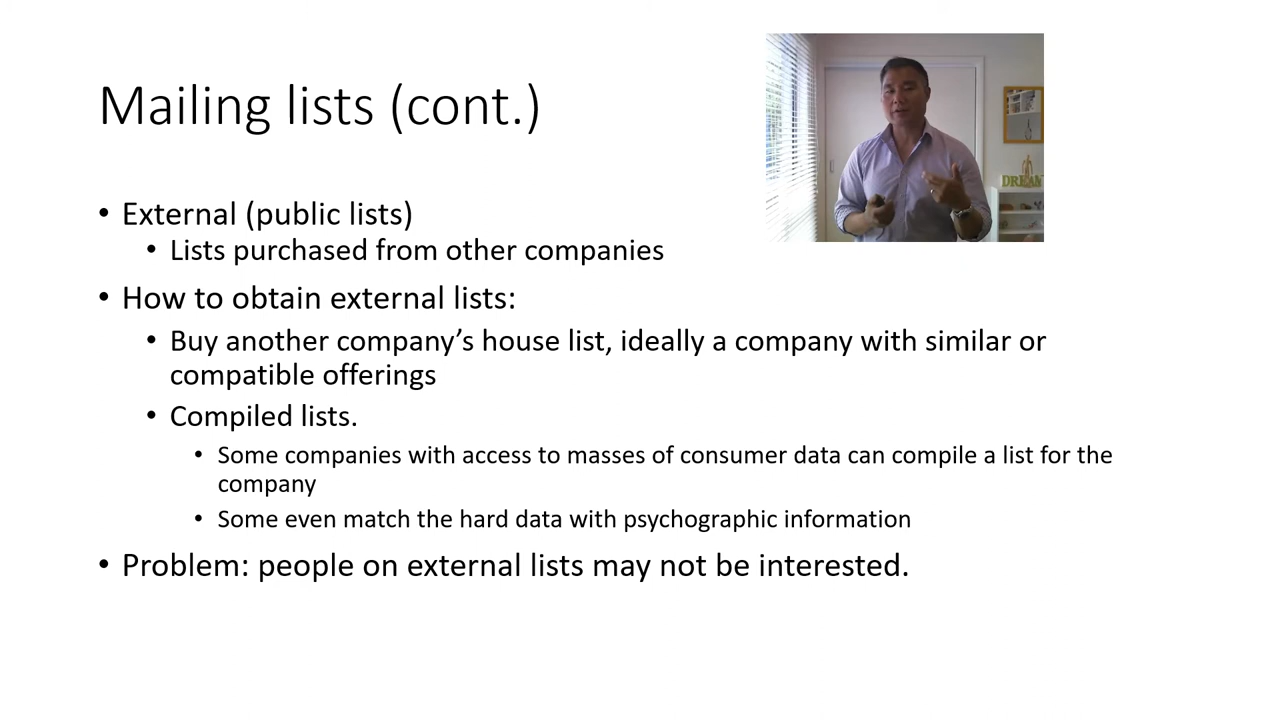 Mailing lists (cont.)
• External (public lists)
• Lists purchased from other companies
• How to obtain external lists:
• Buy another company’s house list, ideally a company with similar or
compatible offerings
• Compiled lists.
• Some companies with access to masses of consumer data can compile a list for the
company
• Some even match the hard data with psychographic information
• Problem: people on external lists may not be interested.
DREAM